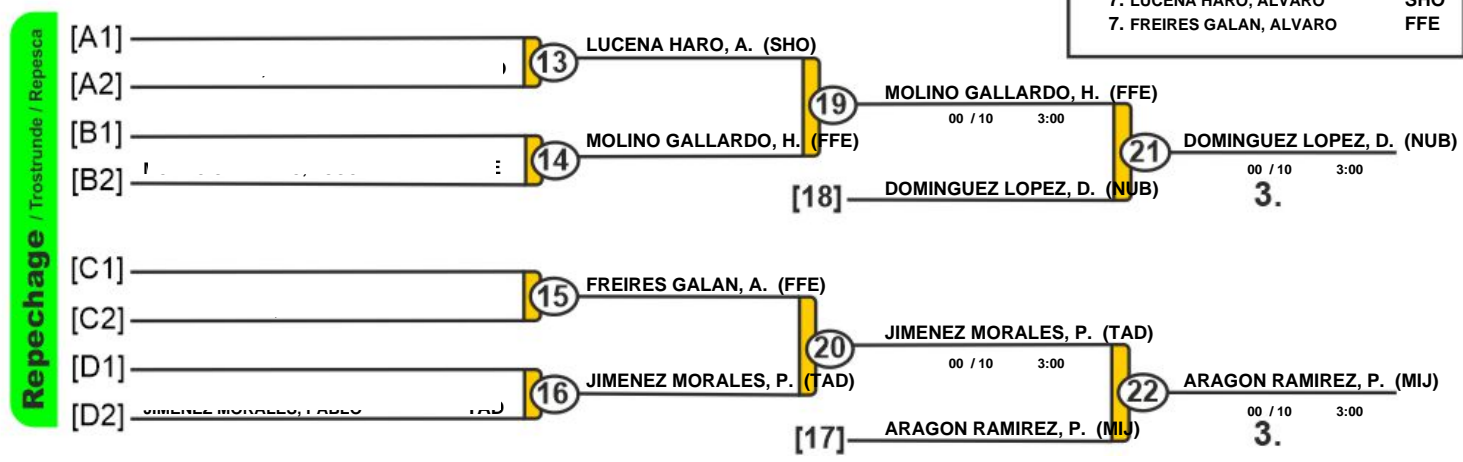 7. LUCENA HARO, ALVARO SHO
7. FREIRES GALAN, ALVARO FFE
Repechage / Trostrunde / Repesca
[A1]
[A2]
13
LUCENA HARO, A. (SHO)
[B1]
[B2]
14
MOLINO GALLARDO, H. (FFE)
19
MOLINO GALLARDO, H. (FFE)
00 / 10 3:00
[18]
DOMINGUEZ LOPEZ, D. (NUB)
21
DOMINGUEZ LOPEZ, D. (NUB)
00 / 10 3:00
3.
[C1]
[C2]
15
FREIRES GALAN, A. (FFE)
[D1]
[D2]
JIMENEZ MORALES, PABLO TAD
16
JIMENEZ MORALES, P. (TAD)
20
JIMENEZ MORALES, P. (TAD)
00 / 10 3:00
[17]
ARAGON RAMIREZ, P. (MIJ)
22
ARAGON RAMIREZ, P. (MIJ)
00 / 10 3:00
3.